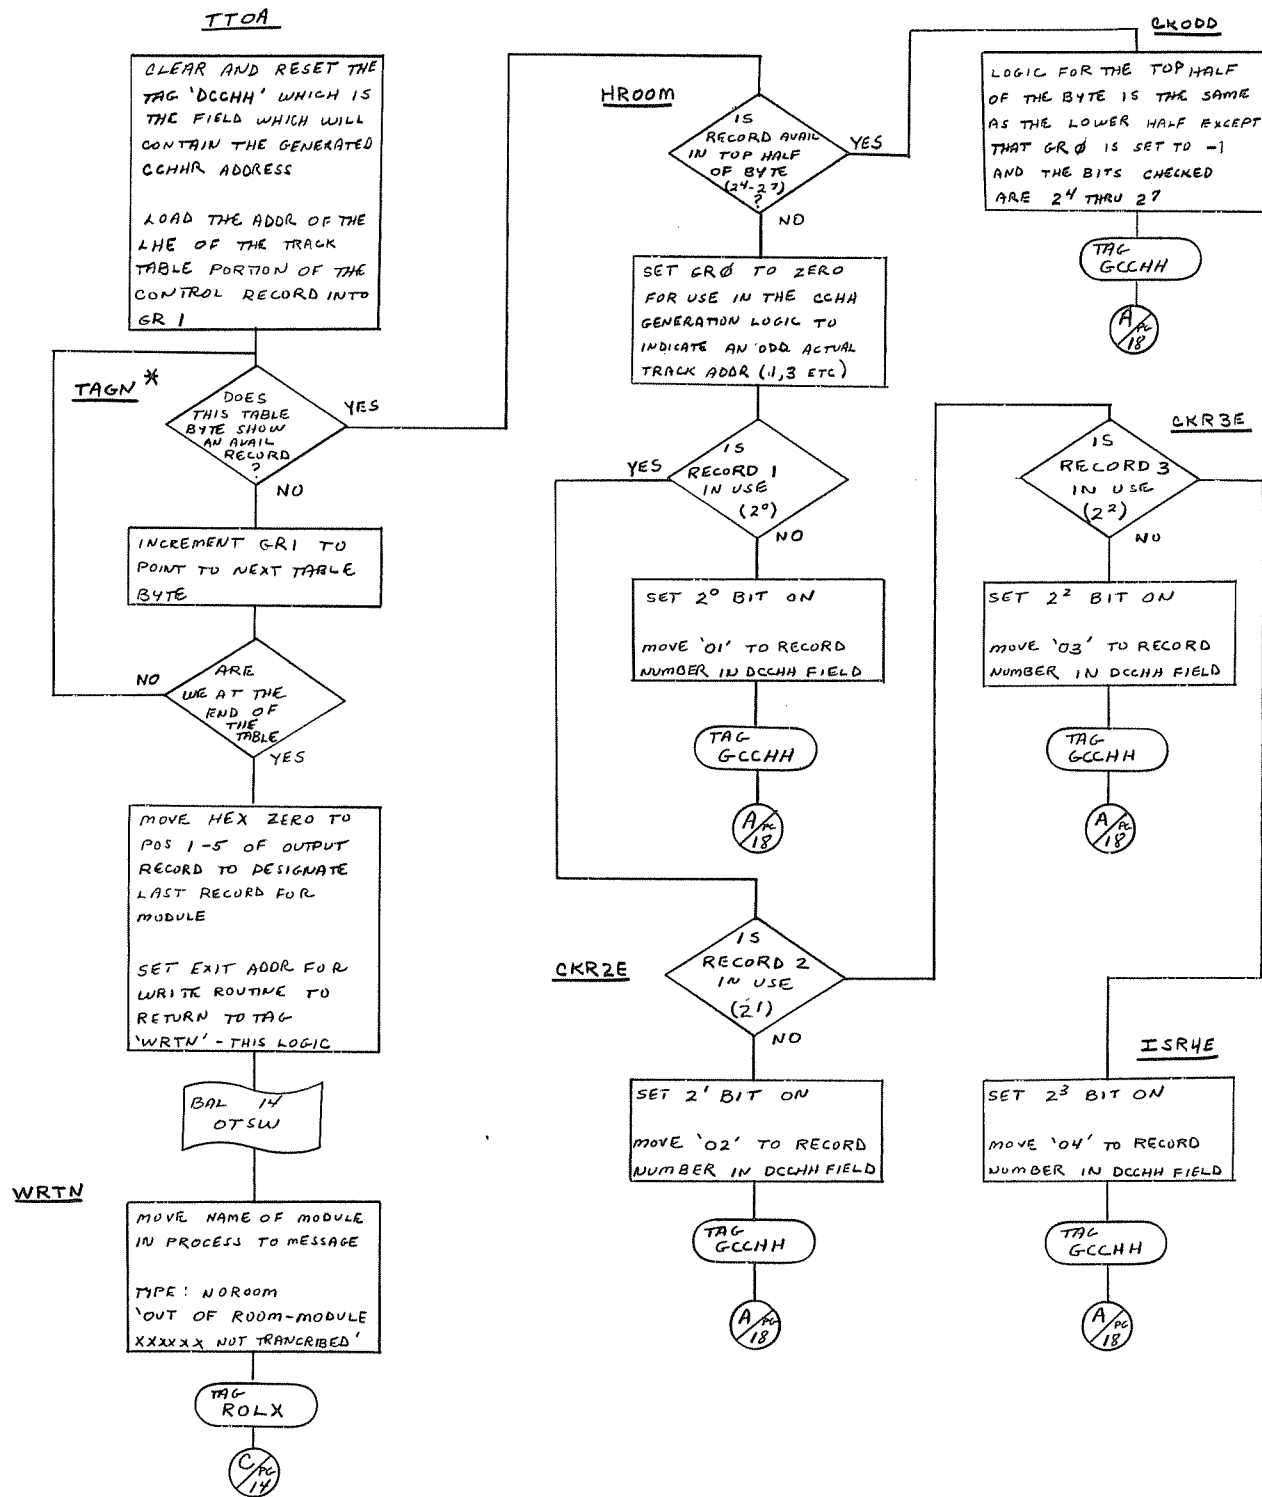 TTOA
CLEAR AND RESET THE
TAG 'DCCHH' WHICH IS
THE FIELD WHICH WILL
CONTAIN THE GENERATED
CCHHR ADDRESS
LOAD THE ADDR OF THE
LHE OF THE TRACK
TABLE PORTION OF THE
CONTROL RECORD INTO
GR 1
TAGN *
DOES
THIS TABLE
BYTE SHOW
AN AVAIL
RECORD
?
YES
NO
INCREMENT GR1 TO
POINT TO NEXT TABLE
BYTE
ARE
WE AT THE
END OF
THE
TABLE
NO
YES
MOVE HEX ZERO TO
POS 1-5 OF OUTPUT
RECORD TO DESIGNATE
LAST RECORD FOR
MODULE
SET EXIT ADDR FOR
WRITE ROUTINE TO
RETURN TO TAG
'WRTN' - THIS LOGIC
BAL 14
OTSW
WRTN
MOVE NAME OF MODULE
IN PROCESS TO MESSAGE
TYPE: NOROOM
'OUT OF ROOM-MODULE
XXXXXX NOT TRANCRIBED'
TAG
ROLX
C/PG
14
HROOM
IS
RECORD AVAIL
IN TOP HALF
OF BYTE
(2⁴-2⁷)
?
YES
NO
SET GRØ TO ZERO
FOR USE IN THE CCHH
GENERATION LOGIC TO
INDICATE AN ODD ACTUAL
TRACK ADDR (1,3 ETC)
IS
RECORD 1
IN USE
(2⁰)
YES
NO
SET 2⁰ BIT ON
MOVE '01' TO RECORD
NUMBER IN DCCHH FIELD
TAG
GCCHH
A/PG
18
CKR2E
IS
RECORD 2
IN USE
(2¹)
NO
SET 2¹ BIT ON
MOVE '02' TO RECORD
NUMBER IN DCCHH FIELD
TAG
GCCHH
A/PG
18
CKODD
LOGIC FOR THE TOP HALF
OF THE BYTE IS THE SAME
AS THE LOWER HALF EXCEPT
THAT GR Ø IS SET TO -1
AND THE BITS CHECKED
ARE 2⁴ THRU 2⁷
TAG
GCCHH
A/PG
18
CKR3E
IS
RECORD 3
IN USE
(2²)
NO
SET 2² BIT ON
MOVE '03' TO RECORD
NUMBER IN DCCHH FIELD
TAG
GCCHH
A/PG
18
ISR4E
SET 2³ BIT ON
MOVE '04' TO RECORD
NUMBER IN DCCHH FIELD
TAG
GCCHH
A/PG
18